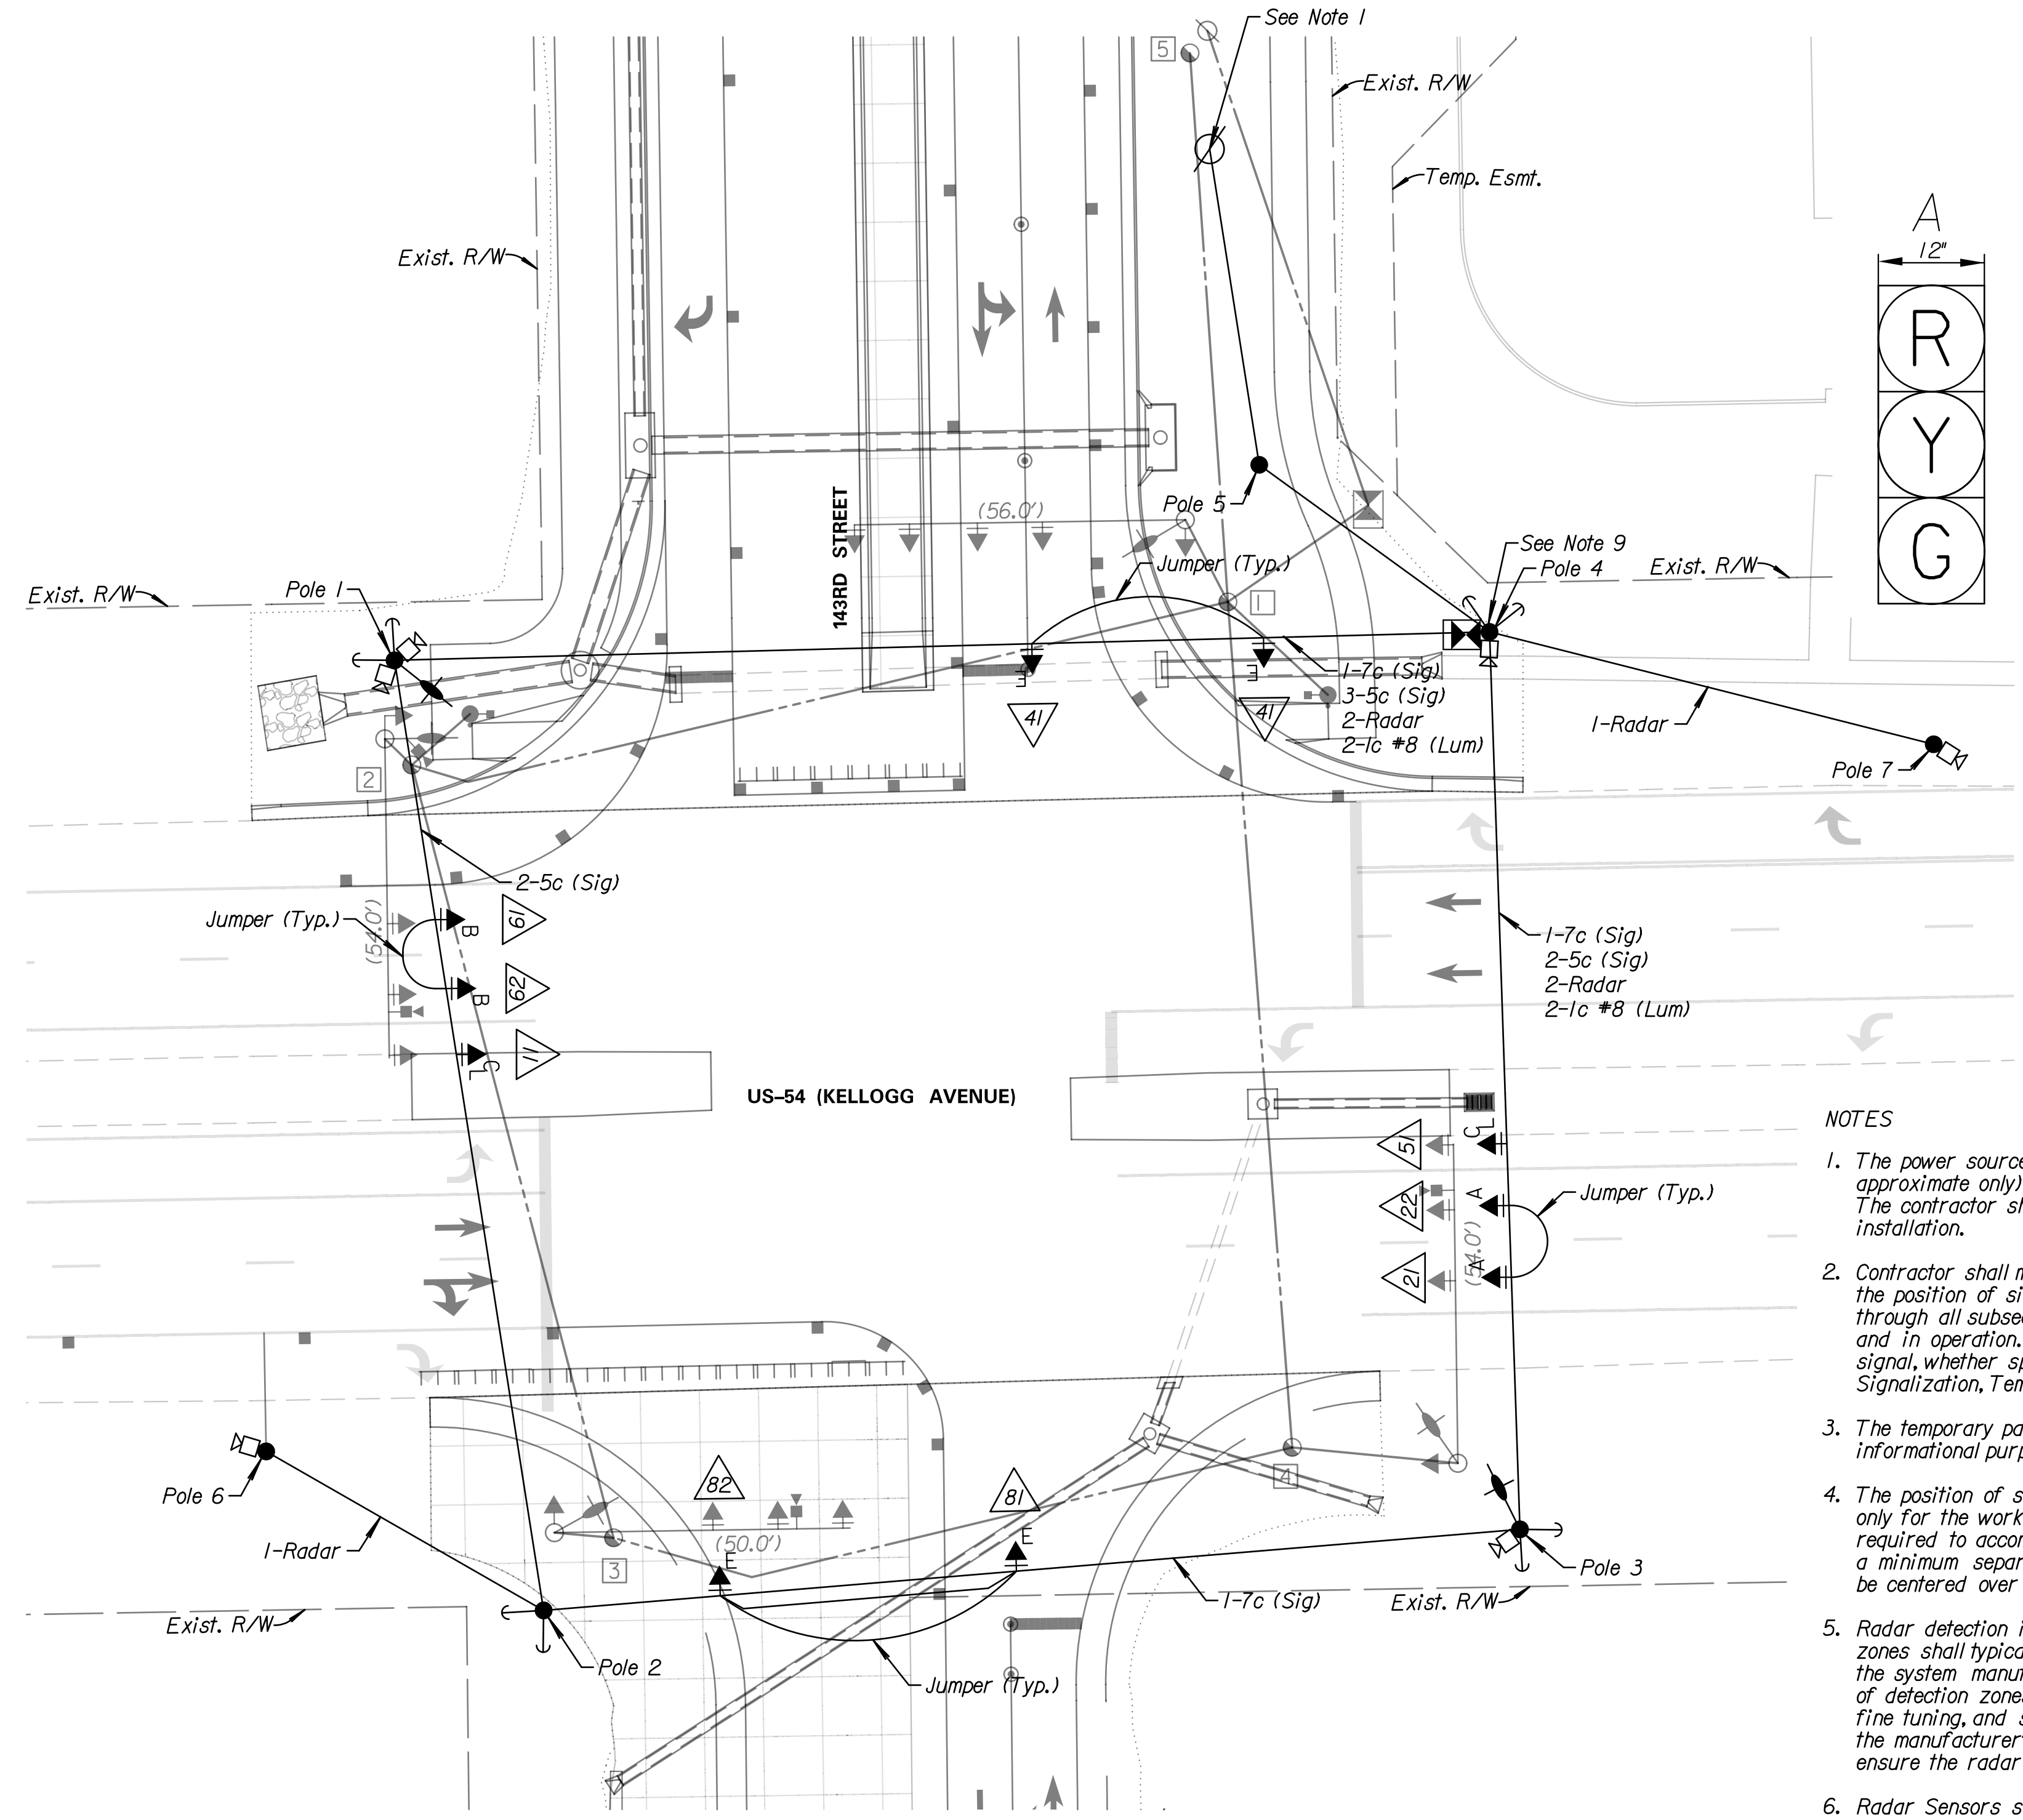 See Note 1
5
Exist. R/W
Temp. Esmt.
A
12"
Exist. R/W
R
Y
G
143RD STREET
(56.0')
Pole 5
Jumper (Typ.)
See Note 9
Pole 4
Exist. R/W
Exist. R/W
Pole 1
1
E
E
41
41
1-7c (Sig)
3-5c (Sig)
2-Radar
2-1c #8 (Lum)
1-Radar
Pole 7
2
2-5c (Sig)
Jumper (Typ.)
(54.0')
B
61
B
62
CL
11
1-7c (Sig)
2-5c (Sig)
2-Radar
2-1c #8 (Lum)
US-54 (KELLOGG AVENUE)
51
CL
22
A
21
A
(54.0')
Jumper (Typ.)
NOTES
1. The power source
approximate only)
The contractor sh
installation.
2. Contractor shall m
the position of si
through all subse
and in operation.
signal, whether sp
Signalization, Tem
3. The temporary pa
informational purp
4. The position of s
only for the work
required to accor
a minimum separ
be centered over
5. Radar detection i
zones shall typica
the system manuf
of detection zone
fine tuning, and s
the manufacturer
ensure the radar
6. Radar Sensors s
Pole 6
1-Radar
82
81
4
(50.0')
E
E
3
Pole 3
1-7c (Sig)
Exist. R/W
Exist. R/W
Pole 2
Jumper (Typ.)